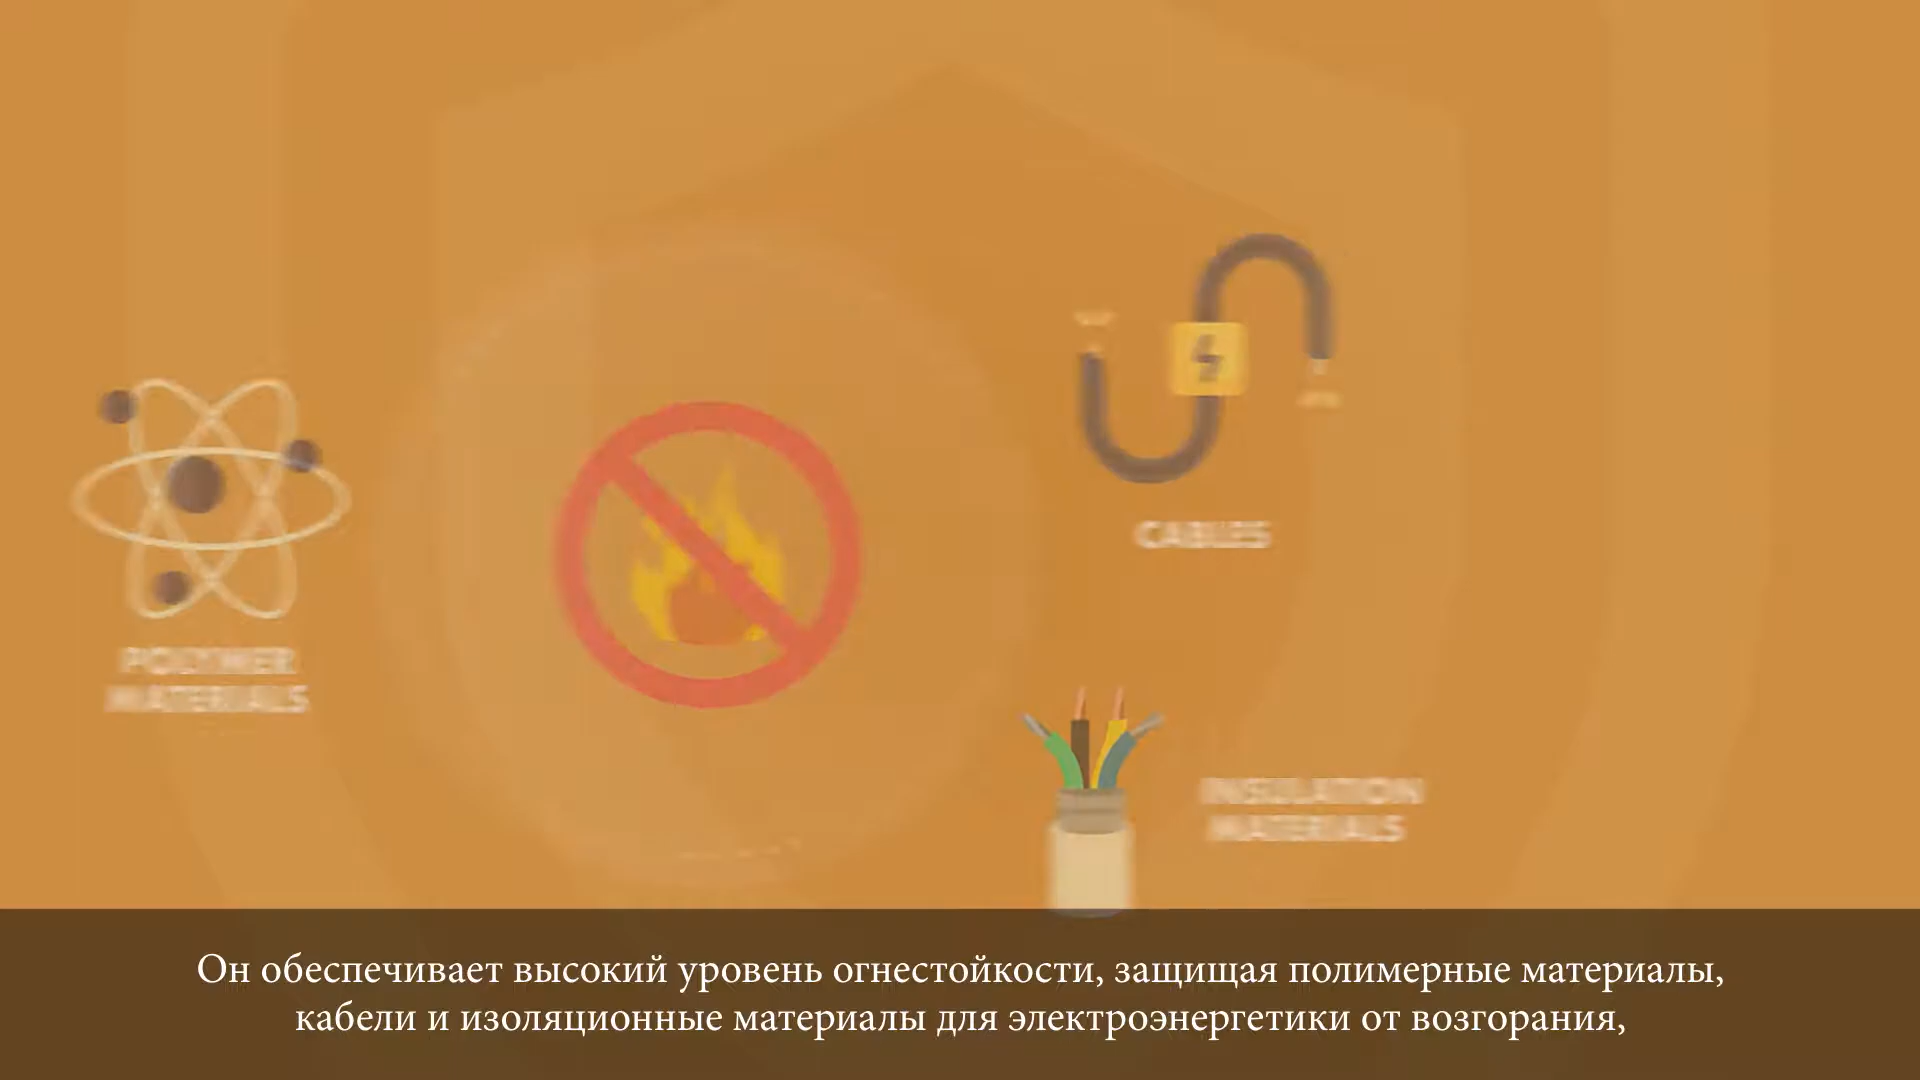 CABLES
POLYMER
MATERIALS
INSULATION
MATERIALS
Он обеспечивает высокий уровень огнестойкости, защищая полимерные материалы,
кабели и изоляционные материалы для электроэнергетики от возгорания,